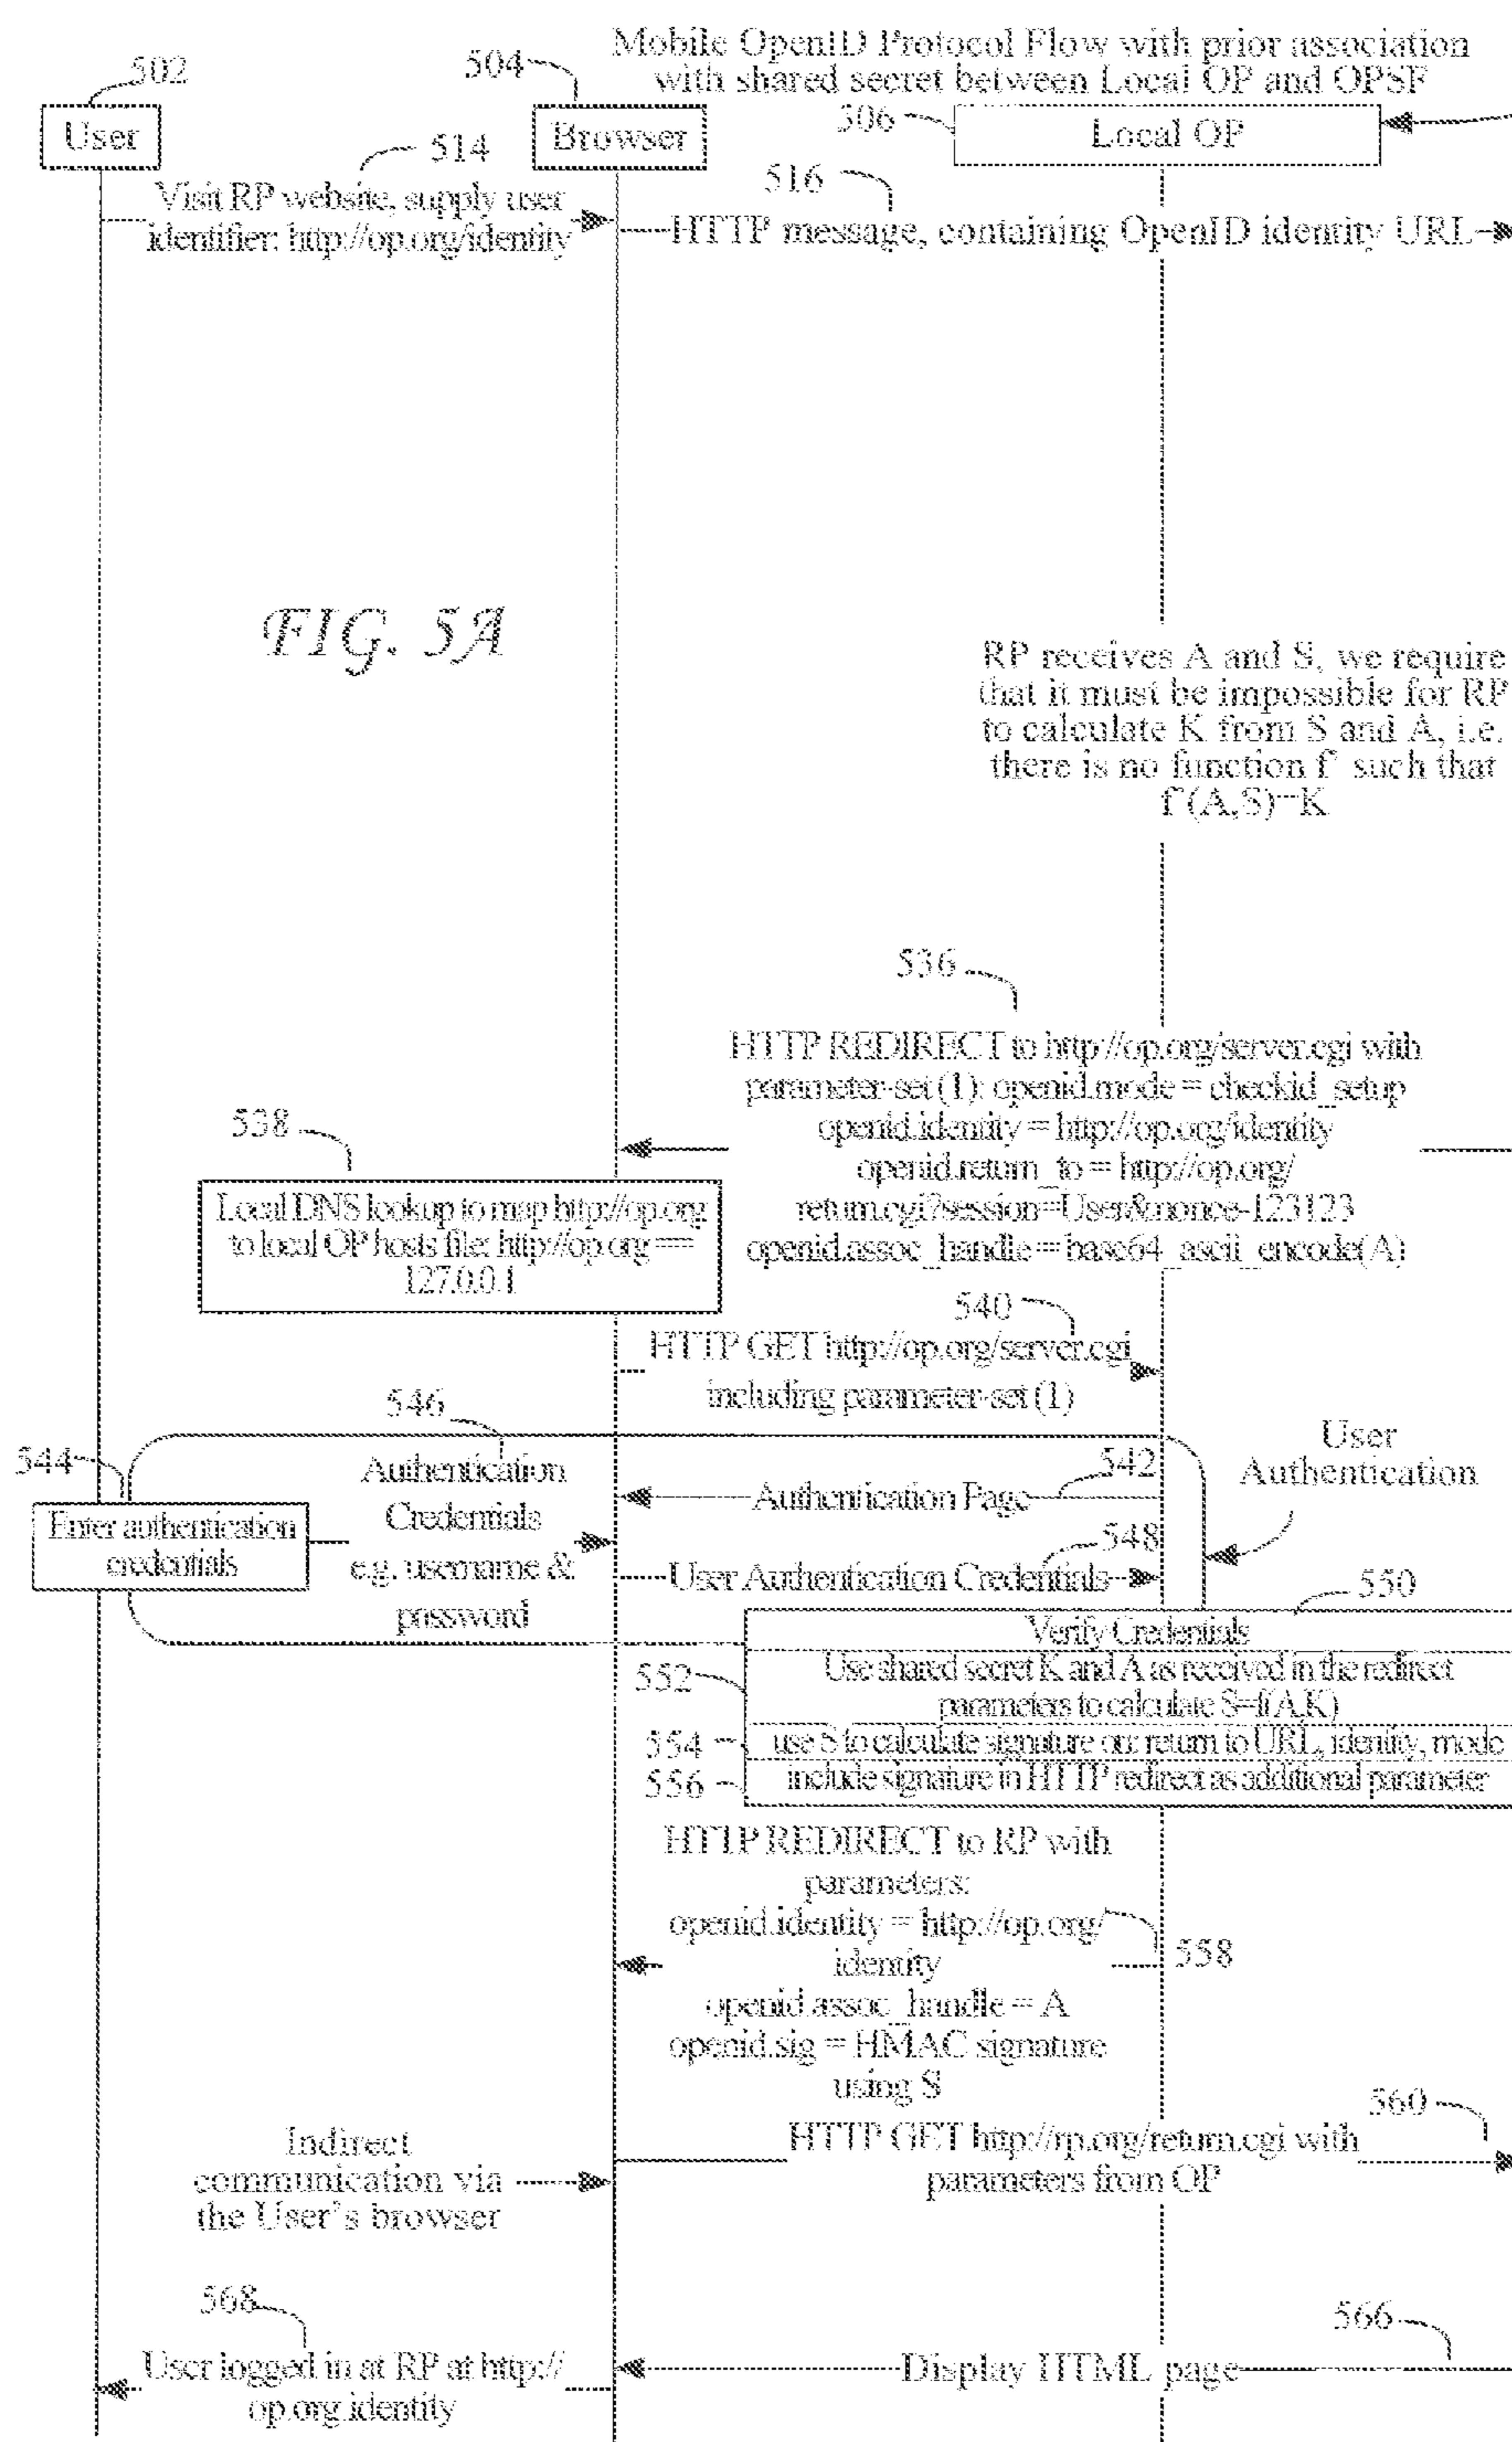 Mobile OpenID Protocol Flow with prior association
with shared secret between Local OP and OPSF
502
504
506
User
Browser
Local OP
514
516
Visit RP website, supply user
identifier: http://op.org/identity
HTTP message, containing OpenID identity URL
FIG. 5A
RP receives A and S, we require
that it must be impossible for RP
to calculate K from S and A, i.e.
there is no function f' such that
f'(A,S)=K
536
HTTP REDIRECT to http://op.org/server.cgi with
parameter-set (1): openid.mode = checkid_setup
openid.identity = http://op.org/identity
openid.return_to = http://op.org/
return.cgi?session=User&nonce-123123
openid.assoc_handle = base64_ascii_encode(A)
538
Local DNS lookup to map http://op.org
to local OP hosts file: http://op.org ==
127.0.0.1
540
HTTP GET http://op.org/server.cgi
including parameter-set (1)
546
544
Authentication
Credentials
e.g. username &
password
Enter authentication
credentials
542
Authentication Page
User
Authentication
548
User Authentication Credentials
550
Verify Credentials
552
Use shared secret K and A as received in the redirect
parameters to calculate S=f(A,K)
554
use S to calculate signature on: return to URL, identity, mode
556
include signature in HTTP redirect as additional parameter
HTTP REDIRECT to RP with
parameters:
openid.identity = http://op.org/
identity
openid.assoc_handle = A
openid.sig = HMAC signature
using S
558
560
Indirect
communication via
the User's browser
HTTP GET http://rp.org/return.cgi with
parameters from OP
568
566
User logged in at RP at http://
op.org.identity
Display HTML page